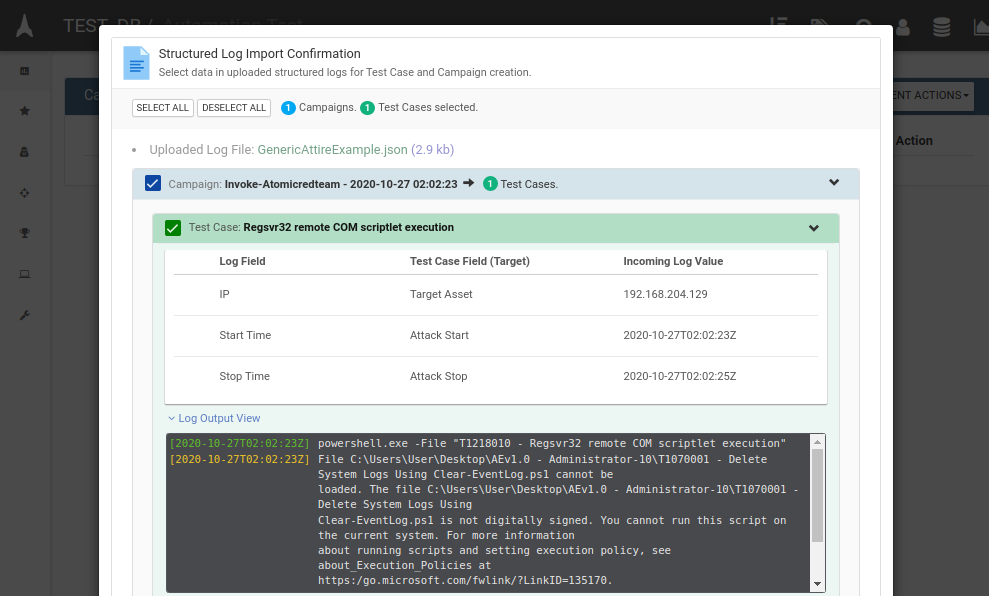 TEST_DB / Automation Test
Structured Log Import Confirmation
Select data in uploaded structured logs for Test Case and Campaign creation.
ENT ACTIONS
SELECT ALL DESELECT ALL 1 Campaigns. 1 Test Cases selected.
Action
Uploaded Log File: GenericAttireExample.json (2.9 kb)
Campaign: Invoke-Atomicredteam - 2020-10-27 02:02:23 ➞ 1 Test Cases.
Test Case: Regsvr32 remote COM scriptlet execution
Log Field Test Case Field (Target) Incoming Log Value
IP Target Asset 192.168.204.129
Start Time Attack Start 2020-10-27T02:02:23Z
Stop Time Attack Stop 2020-10-27T02:02:25Z
Log Output View
[2020-10-27T02:02:23Z] powershell.exe -File "T1218010 - Regsvr32 remote COM scriptlet execution"
[2020-10-27T02:02:23Z] File C:\Users\User\Desktop\AEv1.0 - Administrator-10\T1070001 - Delete
System Logs Using Clear-EventLog.ps1 cannot be
loaded. The file C:\Users\User\Desktop\AEv1.0 - Administrator-10\T1070001 -
Delete System Logs Using
Clear-EventLog.ps1 is not digitally signed. You cannot run this script on
the current system. For more information
about running scripts and setting execution policy, see
about_Execution_Policies at
https:/go.microsoft.com/fwlink/?LinkID=135170.